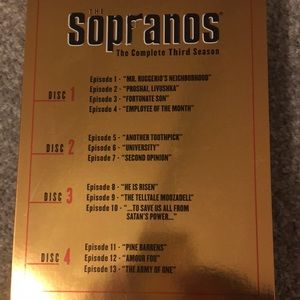 THE
SopRanos
The Complete Third Season
DISC 1
Episode 1 - "MR. RUGGERIO'S NEIGHBORHOOD"
Episode 2 - "PROSHAI, LIVUSHKA"
Episode 3 - "FORTUNATE SON"
Episode 4 - "EMPLOYEE OF THE MONTH"
DISC 2
Episode 5 - "ANOTHER TOOTHPICK"
Episode 6 - "UNIVERSITY"
Episode 7 - "SECOND OPINION"
DISC 3
Episode 8 - "HE IS RISEN"
Episode 9 - "THE TELLTALE MOOZADELL"
Episode 10 - "...TO SAVE US ALL FROM
SATAN'S POWER..."
DISC 4
Episode 11 - "PINE BARRENS"
Episode 12 - "AMOUR FOU"
Episode 13 - "THE ARMY OF ONE"